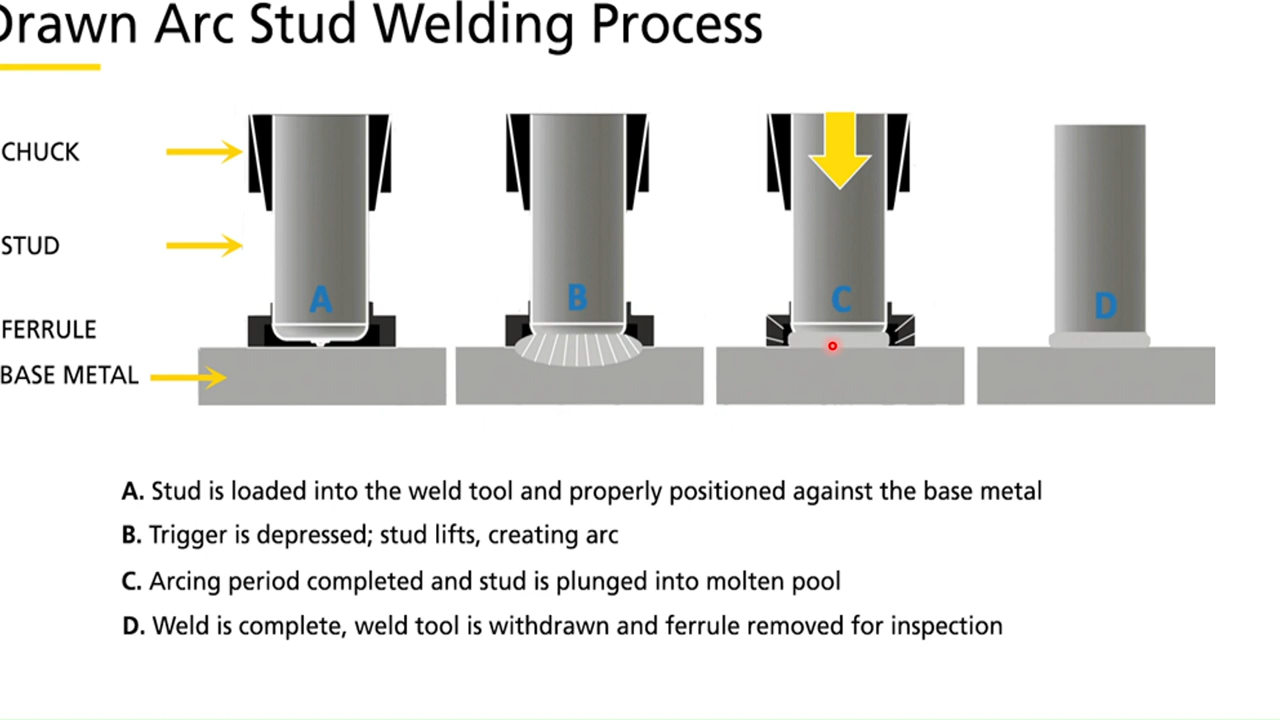 Drawn Arc Stud Welding Process
CHUCK
STUD
FERRULE
BASE METAL
A
B
C
D
A. Stud is loaded into the weld tool and properly positioned against the base metal
B. Trigger is depressed; stud lifts, creating arc
C. Arcing period completed and stud is plunged into molten pool
D. Weld is complete, weld tool is withdrawn and ferrule removed for inspection